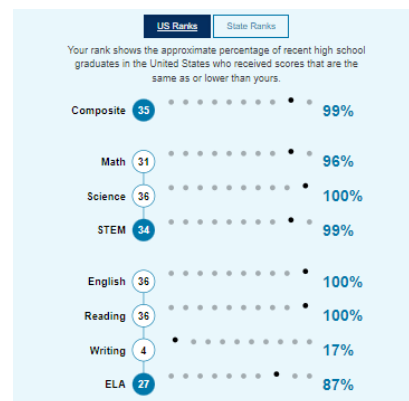 US Ranks State Ranks
Your rank shows the approximate percentage of recent high school
graduates in the United States who received scores that are the
same as or lower than yours.
Composite 35 99%
Math 31 96%
Science 36 100%
STEM 34 99%
English 36 100%
Reading 36 100%
Writing 4 17%
ELA 27 87%